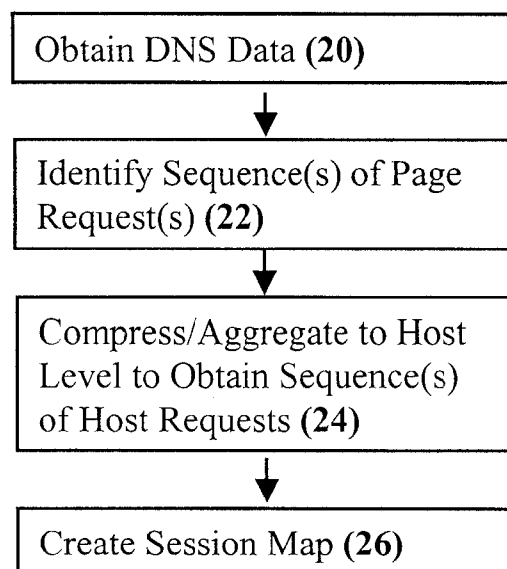 Obtain DNS Data (20)
Identify Sequence(s) of Page
Request(s) (22)
Compress/Aggregate to Host
Level to Obtain Sequence(s)
of Host Requests (24)
Create Session Map (26)